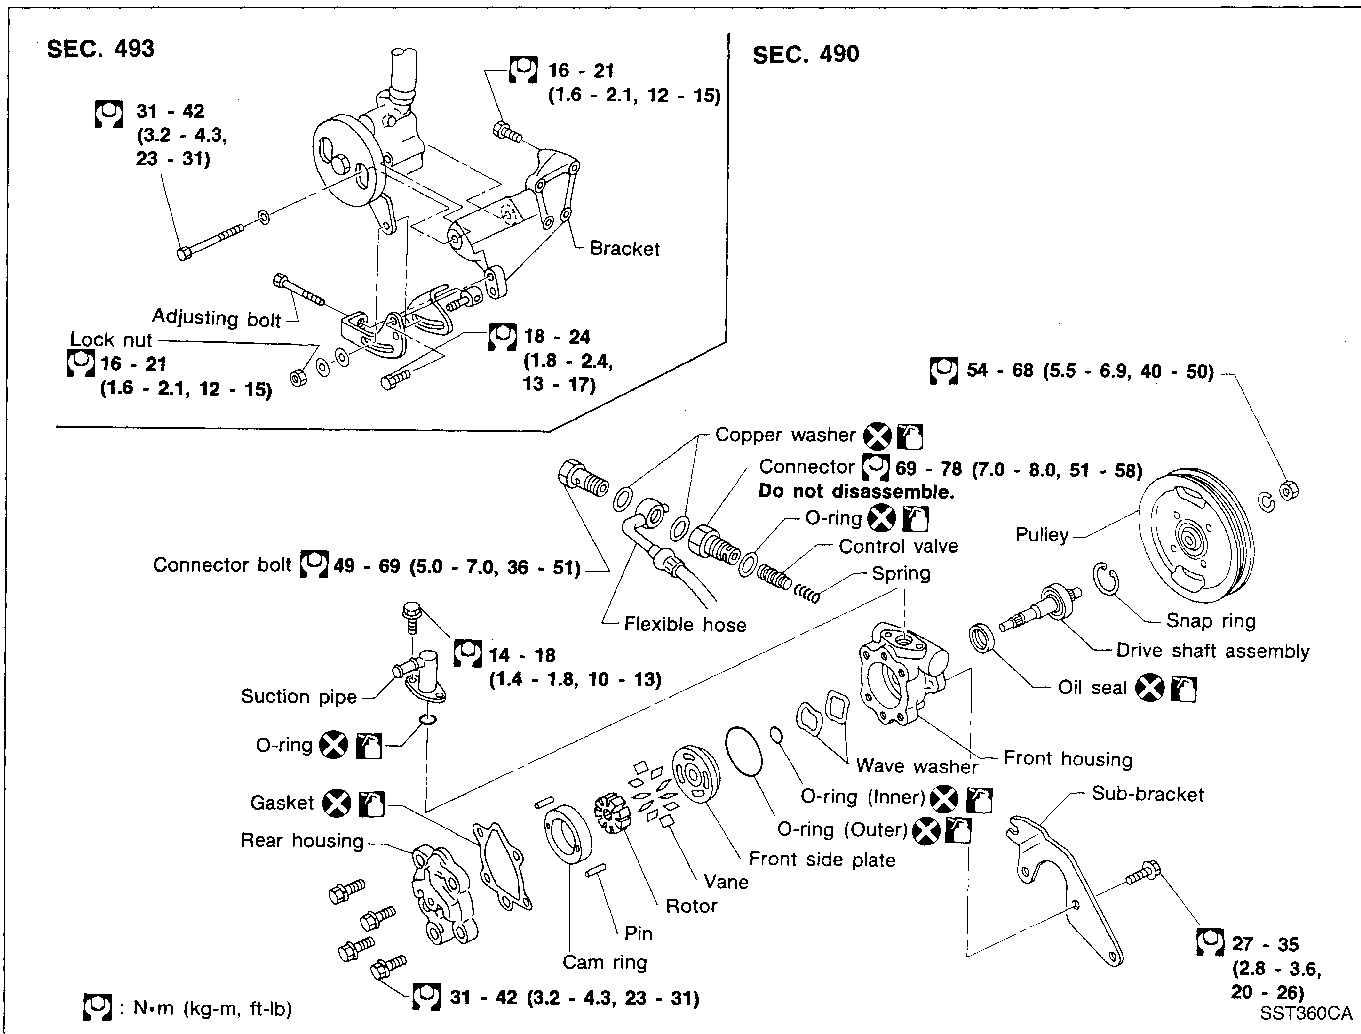 SEC. 493
SEC. 490
16 - 21
(1.6 - 2.1, 12 - 15)
31 - 42
(3.2 - 4.3,
23 - 31)
Bracket
Adjusting bolt
Lock nut
16 - 21
(1.6 - 2.1, 12 - 15)
18 - 24
(1.8 - 2.4,
13 - 17)
54 - 68 (5.5 - 6.9, 40 - 50)
Copper washer
Connector 69 - 78 (7.0 - 8.0, 51 - 58)
Do not disassemble.
O-ring
Control valve
Spring
Pulley
Connector bolt 49 - 69 (5.0 - 7.0, 36 - 51)
Flexible hose
Snap ring
Drive shaft assembly
Oil seal
14 - 18
(1.4 - 1.8, 10 - 13)
Suction pipe
O-ring
Gasket
Rear housing
Wave washer
Front housing
O-ring (Inner)
O-ring (Outer)
Sub-bracket
Front side plate
Vane
Rotor
Pin
Cam ring
31 - 42 (3.2 - 4.3, 23 - 31)
27 - 35
(2.8 - 3.6,
20 - 26)
: N•m (kg-m, ft-lb)
SST360CA